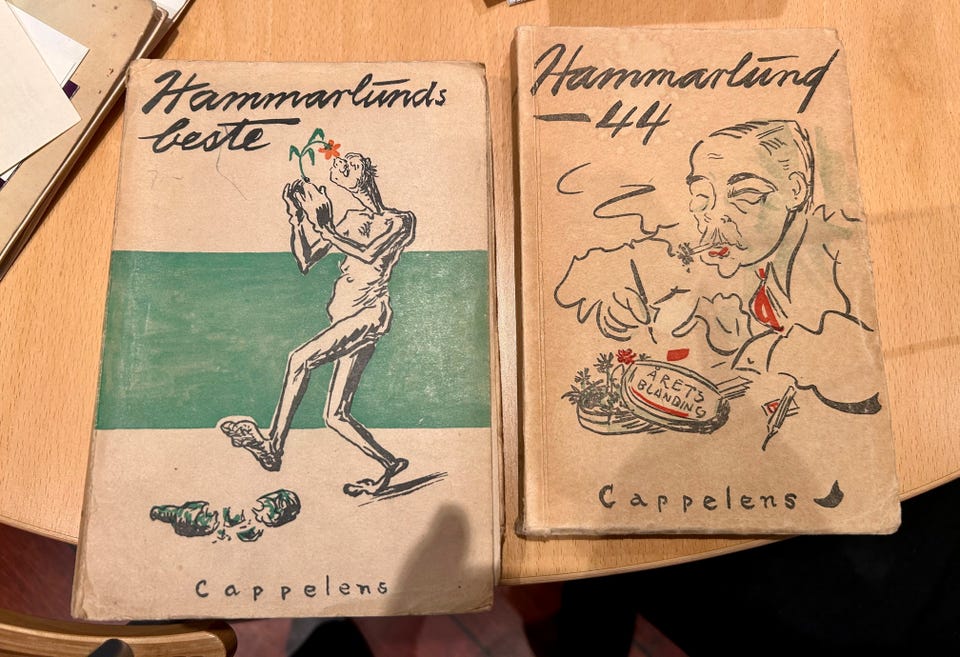 Hammarlunds
beste
Cappelens
Hammarlund
-44
ÅRETS
BLANDING
Cappelens